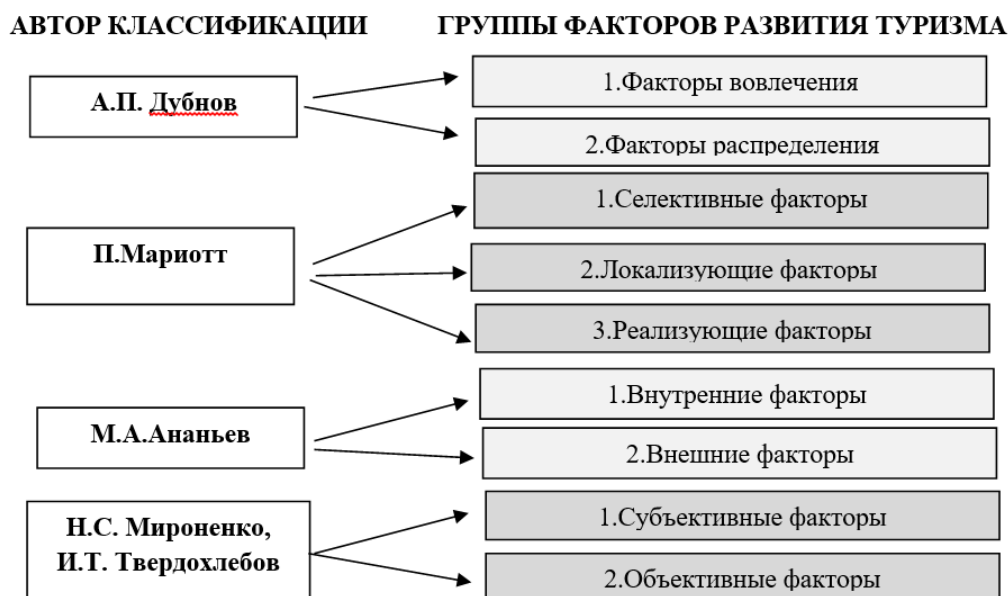 АВТОР КЛАССИФИКАЦИИ
ГРУППЫ ФАКТОРОВ РАЗВИТИЯ ТУРИЗМА
А.П. Дубнов
1.Факторы вовлечения
2.Факторы распределения
П.Мариотт
1.Селективные факторы
2.Локализующие факторы
3.Реализующие факторы
М.А.Ананьев
1.Внутренние факторы
2.Внешние факторы
Н.С. Мироненко,
И.Т. Твердохлебов
1.Субъективные факторы
2.Объективные факторы